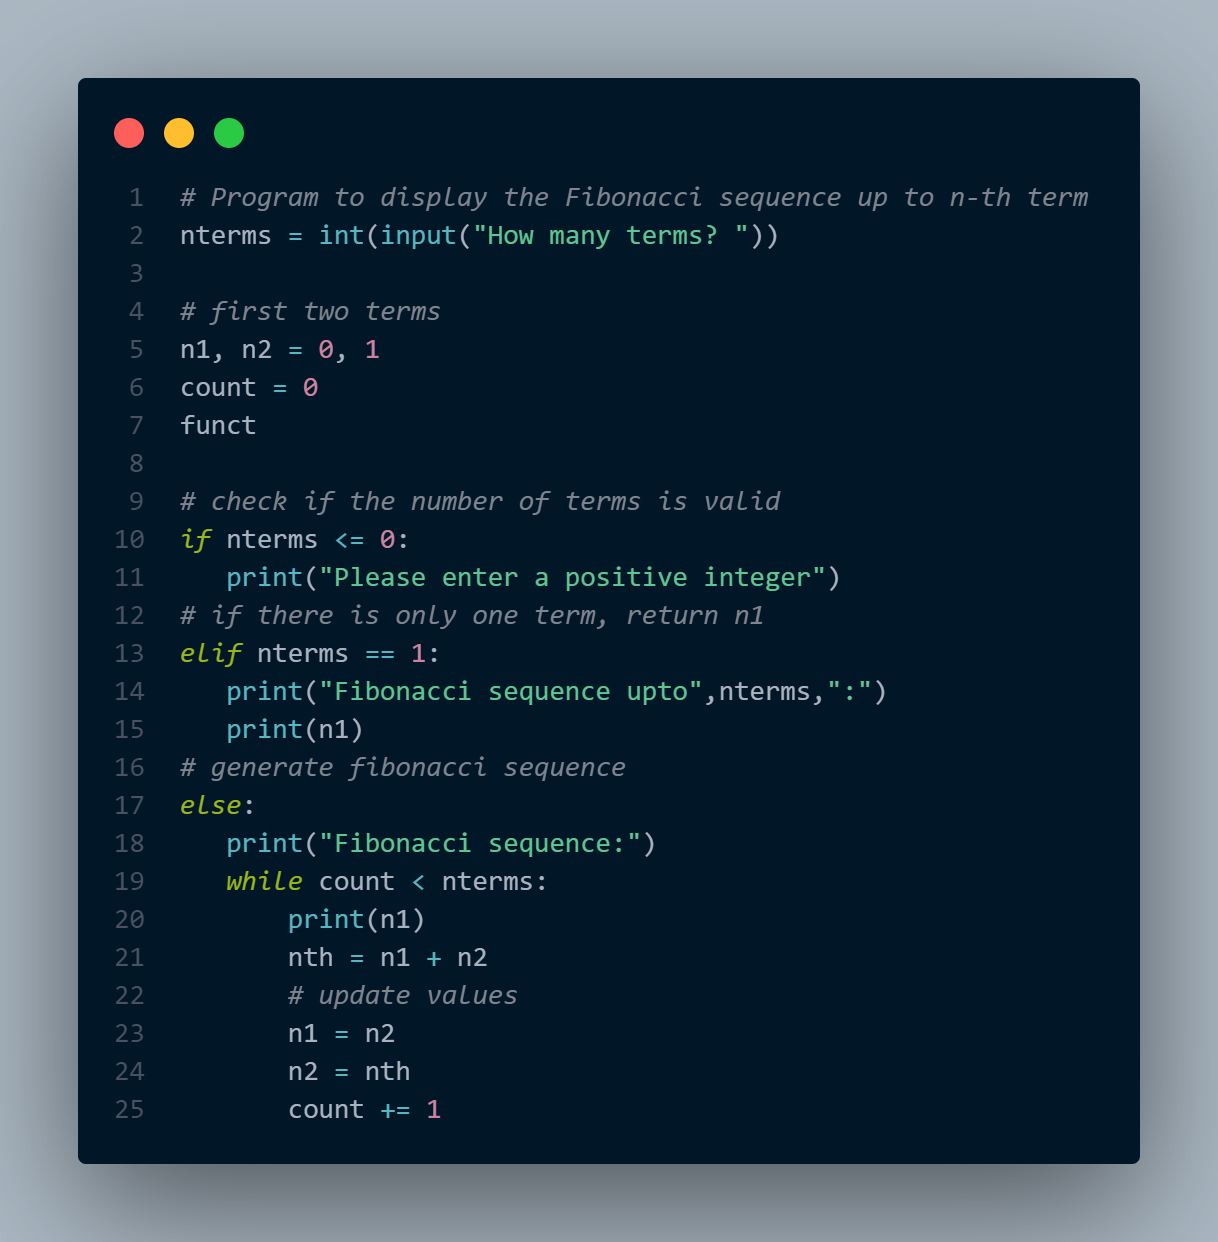 1 # Program to display the Fibonacci sequence up to n-th term
2 nterms = int(input("How many terms? "))
3
4 # first two terms
5 n1, n2 = 0, 1
6 count = 0
7 funct
8
9 # check if the number of terms is valid
10 if nterms <= 0:
11    print("Please enter a positive integer")
12 # if there is only one term, return n1
13 elif nterms == 1:
14    print("Fibonacci sequence upto",nterms,":")
15    print(n1)
16 # generate fibonacci sequence
17 else:
18    print("Fibonacci sequence:")
19    while count < nterms:
20        print(n1)
21        nth = n1 + n2
22        # update values
23        n1 = n2
24        n2 = nth
25        count += 1